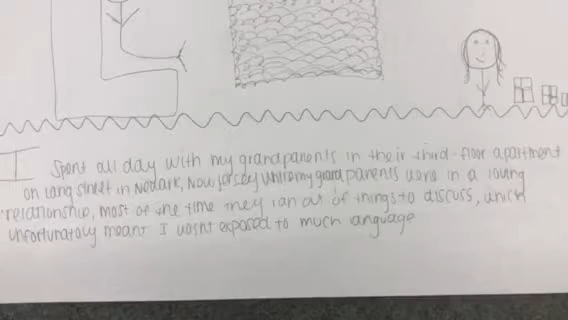 I Spent all day with my grandparents in their third-floor apartment
on Long street in Newark, New Jersey While my grandparents were in a loving
relationship, most of the time they ran out of things to discuss, which
unfortunately meant I wasnt exposed to much language